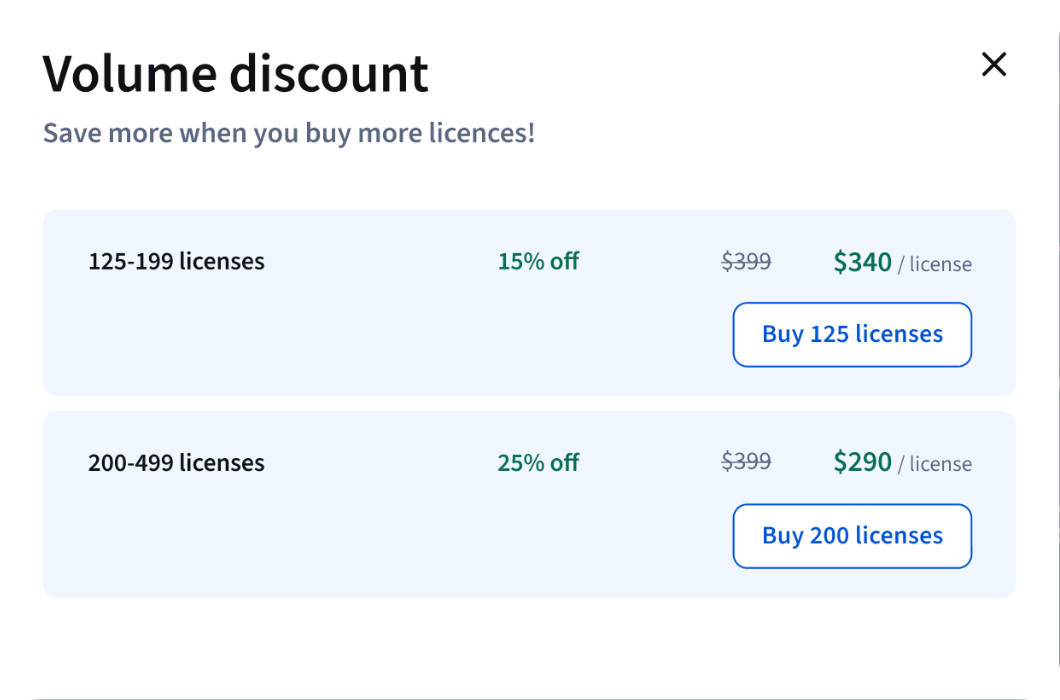 Volume discount
Save more when you buy more licences!
125-199 licenses 15% off $399 $340 / license
Buy 125 licenses
200-499 licenses 25% off $399 $290 / license
Buy 200 licenses